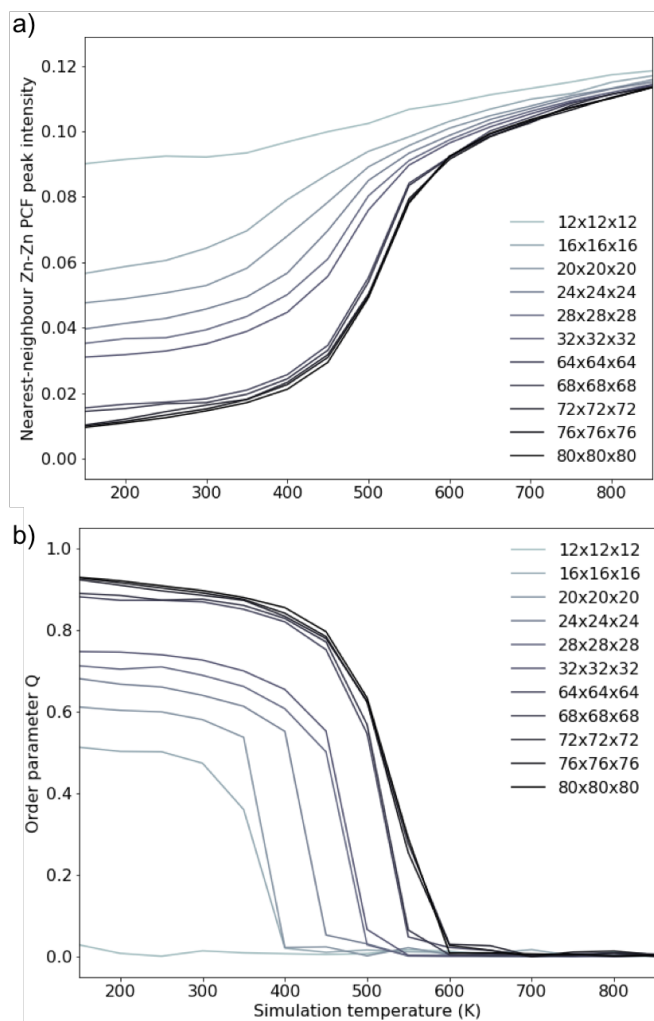 a)
Nearest-neighbour Zn-Zn PCF peak intensity
0.12
0.10
0.08
0.06
0.04
0.02
0.00
12x12x12
16x16x16
20x20x20
24x24x24
28x28x28
32x32x32
64x64x64
68x68x68
72x72x72
76x76x76
80x80x80
200 300 400 500 600 700 800
b)
Order parameter Q
1.0
0.8
0.6
0.4
0.2
0.0
12x12x12
16x16x16
20x20x20
24x24x24
28x28x28
32x32x32
64x64x64
68x68x68
72x72x72
76x76x76
80x80x80
200 300 400 500 600 700 800
Simulation temperature (K)